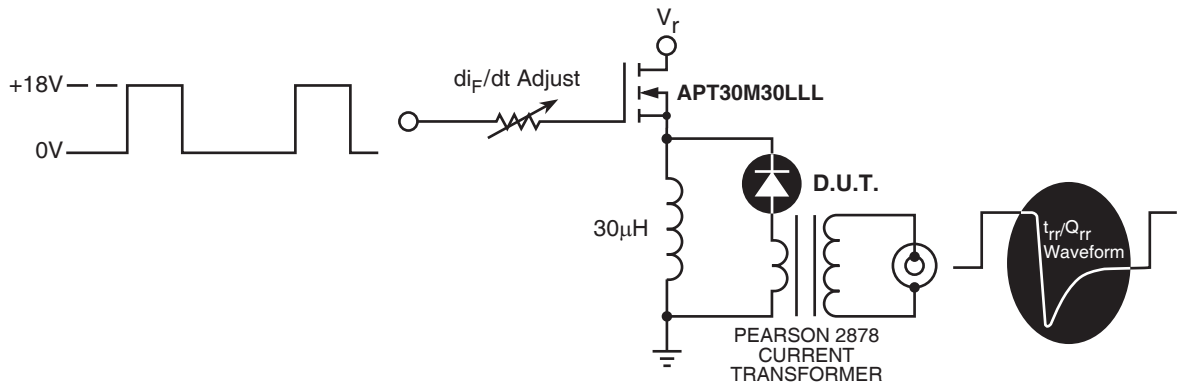 V_r
+18V
di_F/dt Adjust
APT30M30LLL
0V
D.U.T.
30μH
t_rr/Q_rr
Waveform
PEARSON 2878
CURRENT
TRANSFORMER